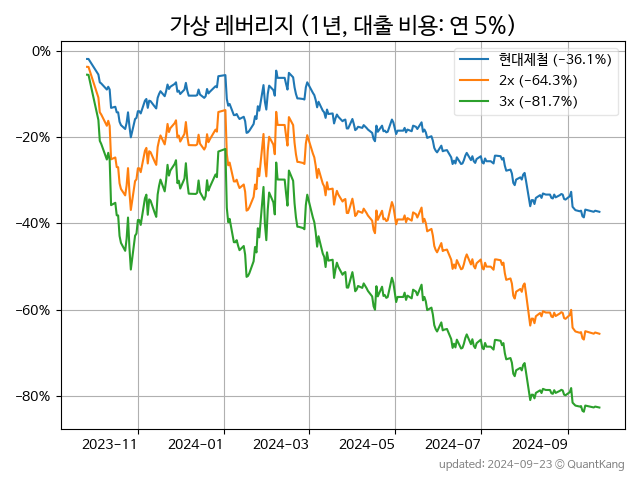 가상 레버리지 (1년, 대출 비용: 연 5%)
현대제철 (−36.1%)
2x (−64.3%)
3x (−81.7%)
0%
−20%
−40%
−60%
−80%
2023-11 2024-01 2024-03 2024-05 2024-07 2024-09
updated: 2024-09-23 © QuantKang